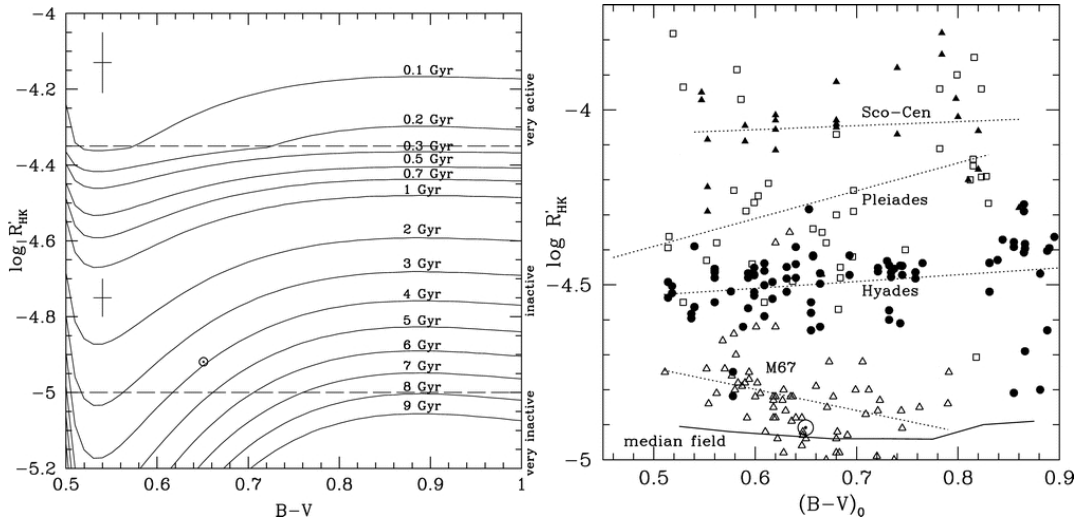 -4
-4.2
-4.4
-4.6
-4.8
-5
-5.2
log R'HK
0.1 Gyr
0.2 Gyr
0.3 Gyr
0.5 Gyr
0.7 Gyr
1 Gyr
2 Gyr
3 Gyr
4 Gyr
5 Gyr
6 Gyr
7 Gyr
8 Gyr
9 Gyr
very active
active
inactive
very inactive
0.5 0.6 0.7 0.8 0.9 1
B-V
-4
-4.5
-5
log R'HK
Sco-Cen
Pleiades
Hyades
M67
median field
0.5 0.6 0.7 0.8 0.9
(B-V)0